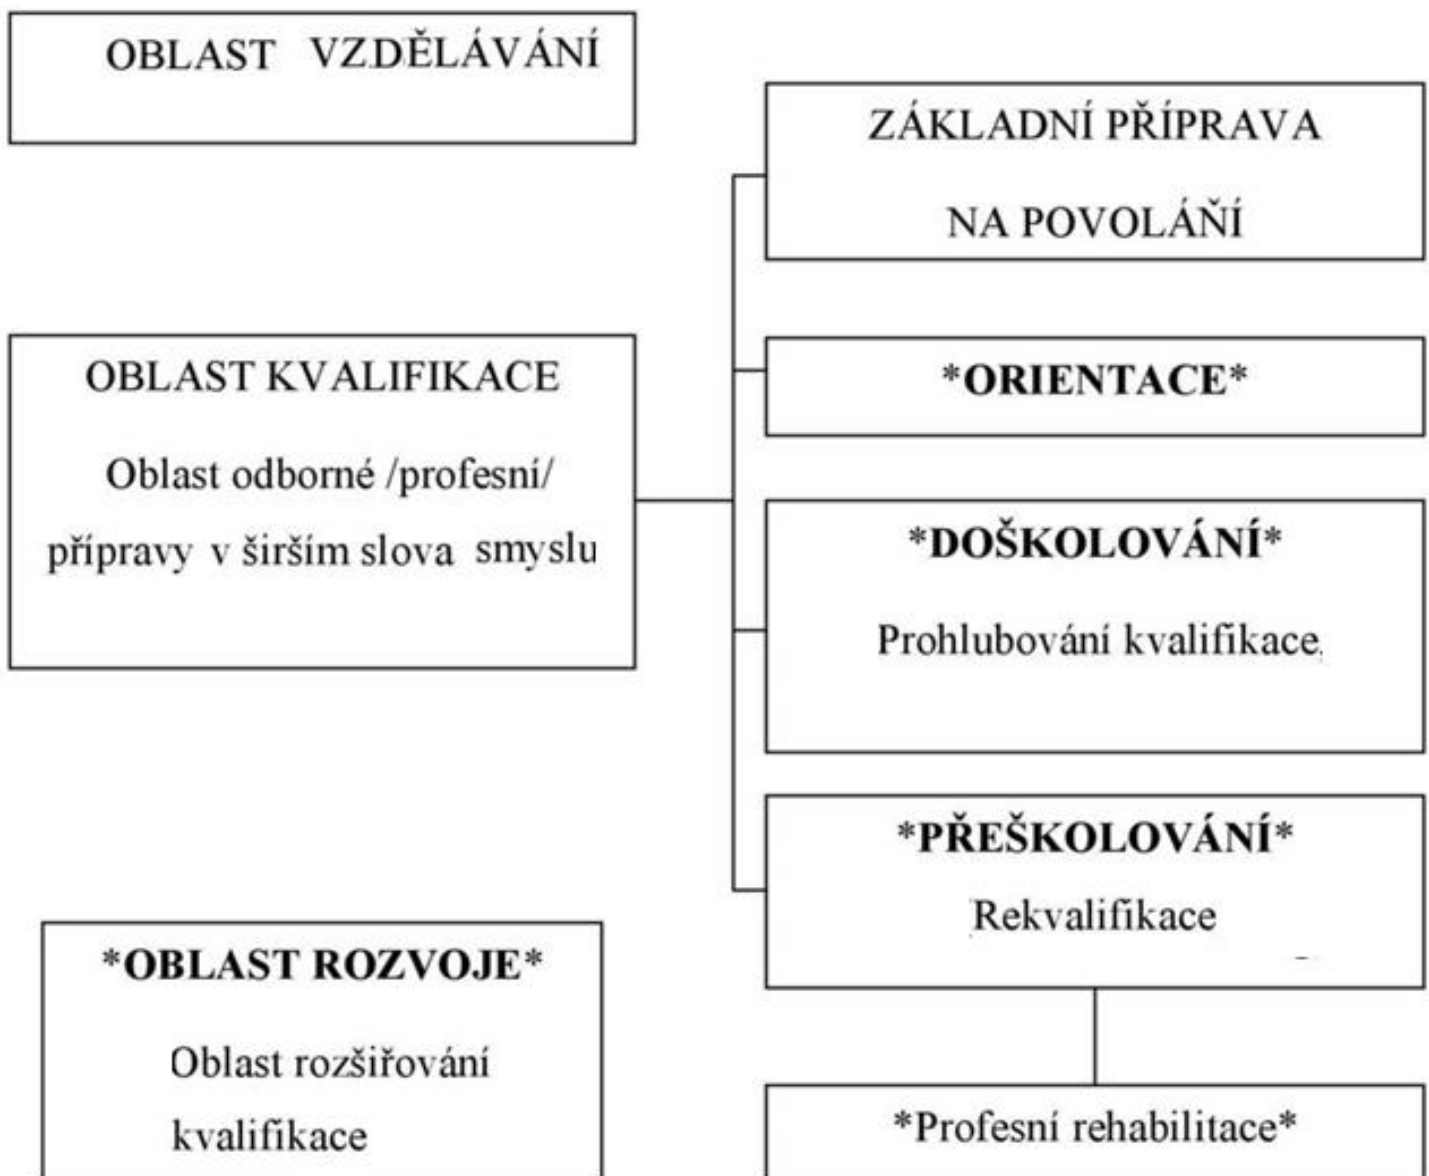 OBLAST VZDĚLÁVÁNÍ
ZÁKLADNÍ PŘÍPRAVA
NA POVOLÁŇÍ
OBLAST KVALIFIKACE
Oblast odborné /profesní/
přípravy v širším slova smyslu
*ORIENTACE*
*DOŠKOLOVÁNÍ*
Prohlubování kvalifikace
*PŘEŠKOLOVÁNÍ*
Rekvalifikace
*OBLAST ROZVOJE*
Oblast rozšiřování
kvalifikace
*Profesní rehabilitace*